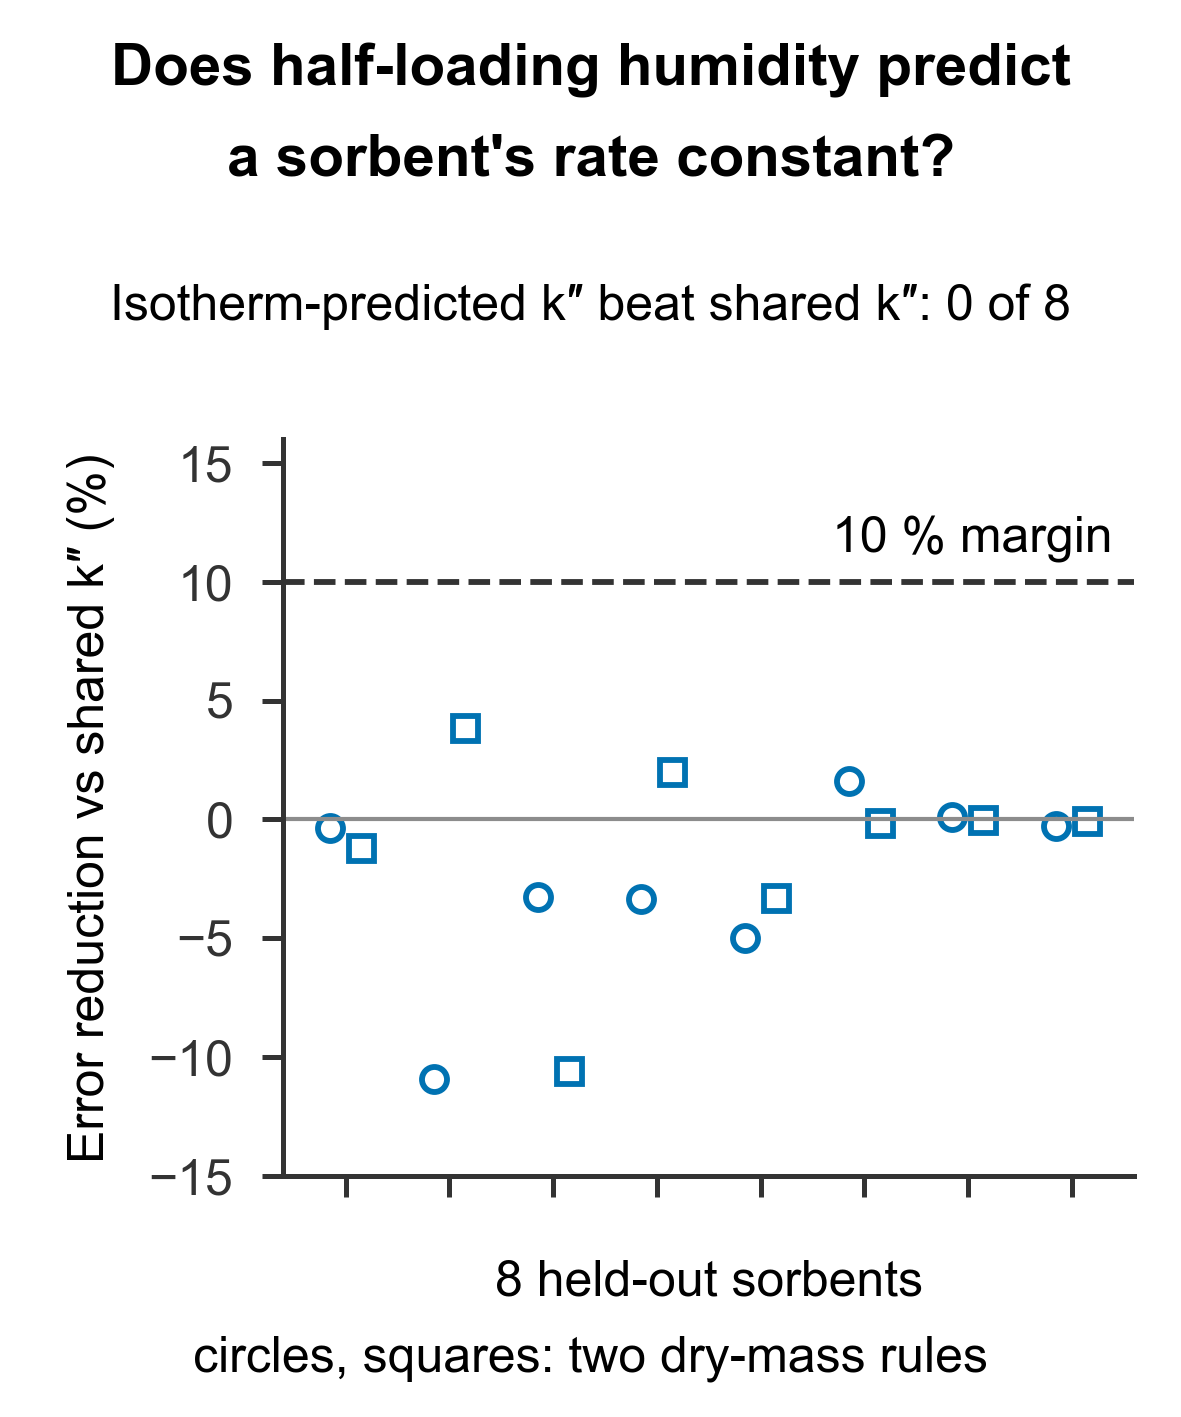 Does half-loading humidity predict
a sorbent's rate constant?
Isotherm-predicted k″ beat shared k″: 0 of 8
Error reduction vs shared k″ (%)
15
10
5
0
−5
−10
−15
10 % margin
8 held-out sorbents
circles, squares: two dry-mass rules